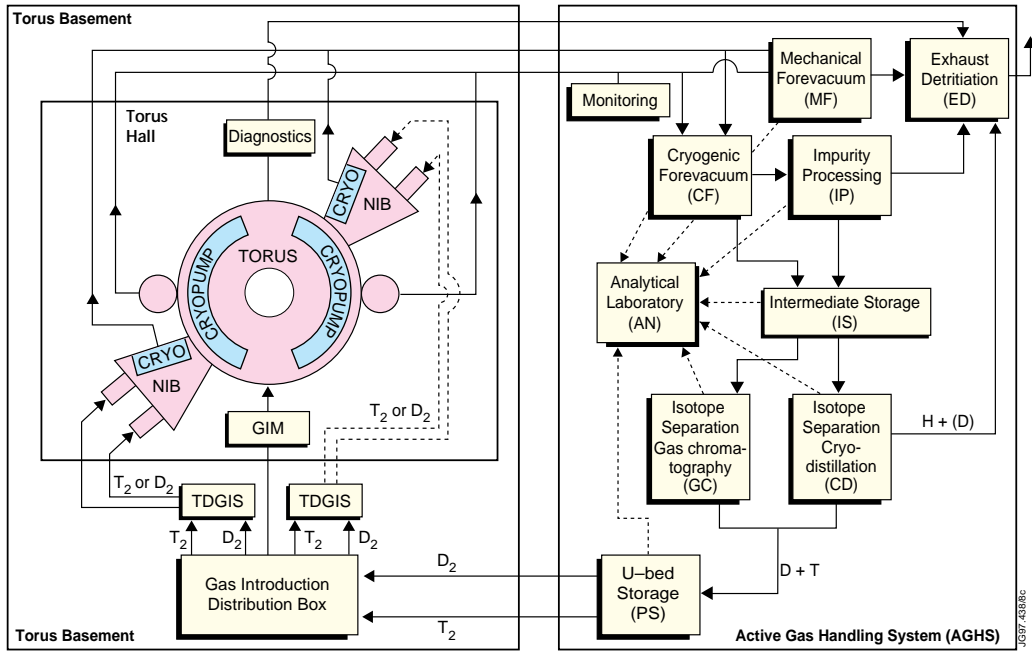 Torus Basement
Torus
Hall
Diagnostics
CRYO
NIB
TORUS
CRYOPUMP
CRYOPUMP
CRYO
NIB
GIM
T2 or D2
T2 or D2
TDGIS
TDGIS
T2
D2
T2
D2
Gas Introduction
Distribution Box
D2
T2
Torus Basement
Mechanical
Forevacuum
(MF)
Exhaust
Detritiation
(ED)
Monitoring
Cryogenic
Forevacuum
(CF)
Impurity
Processing
(IP)
Analytical
Laboratory
(AN)
Intermediate Storage
(IS)
Isotope
Separation
Gas chroma-
tography
(GC)
Isotope
Separation
Cryo-
distillation
(CD)
H + (D)
D + T
U–bed
Storage
(PS)
Active Gas Handling System (AGHS)
JG97.438/8c